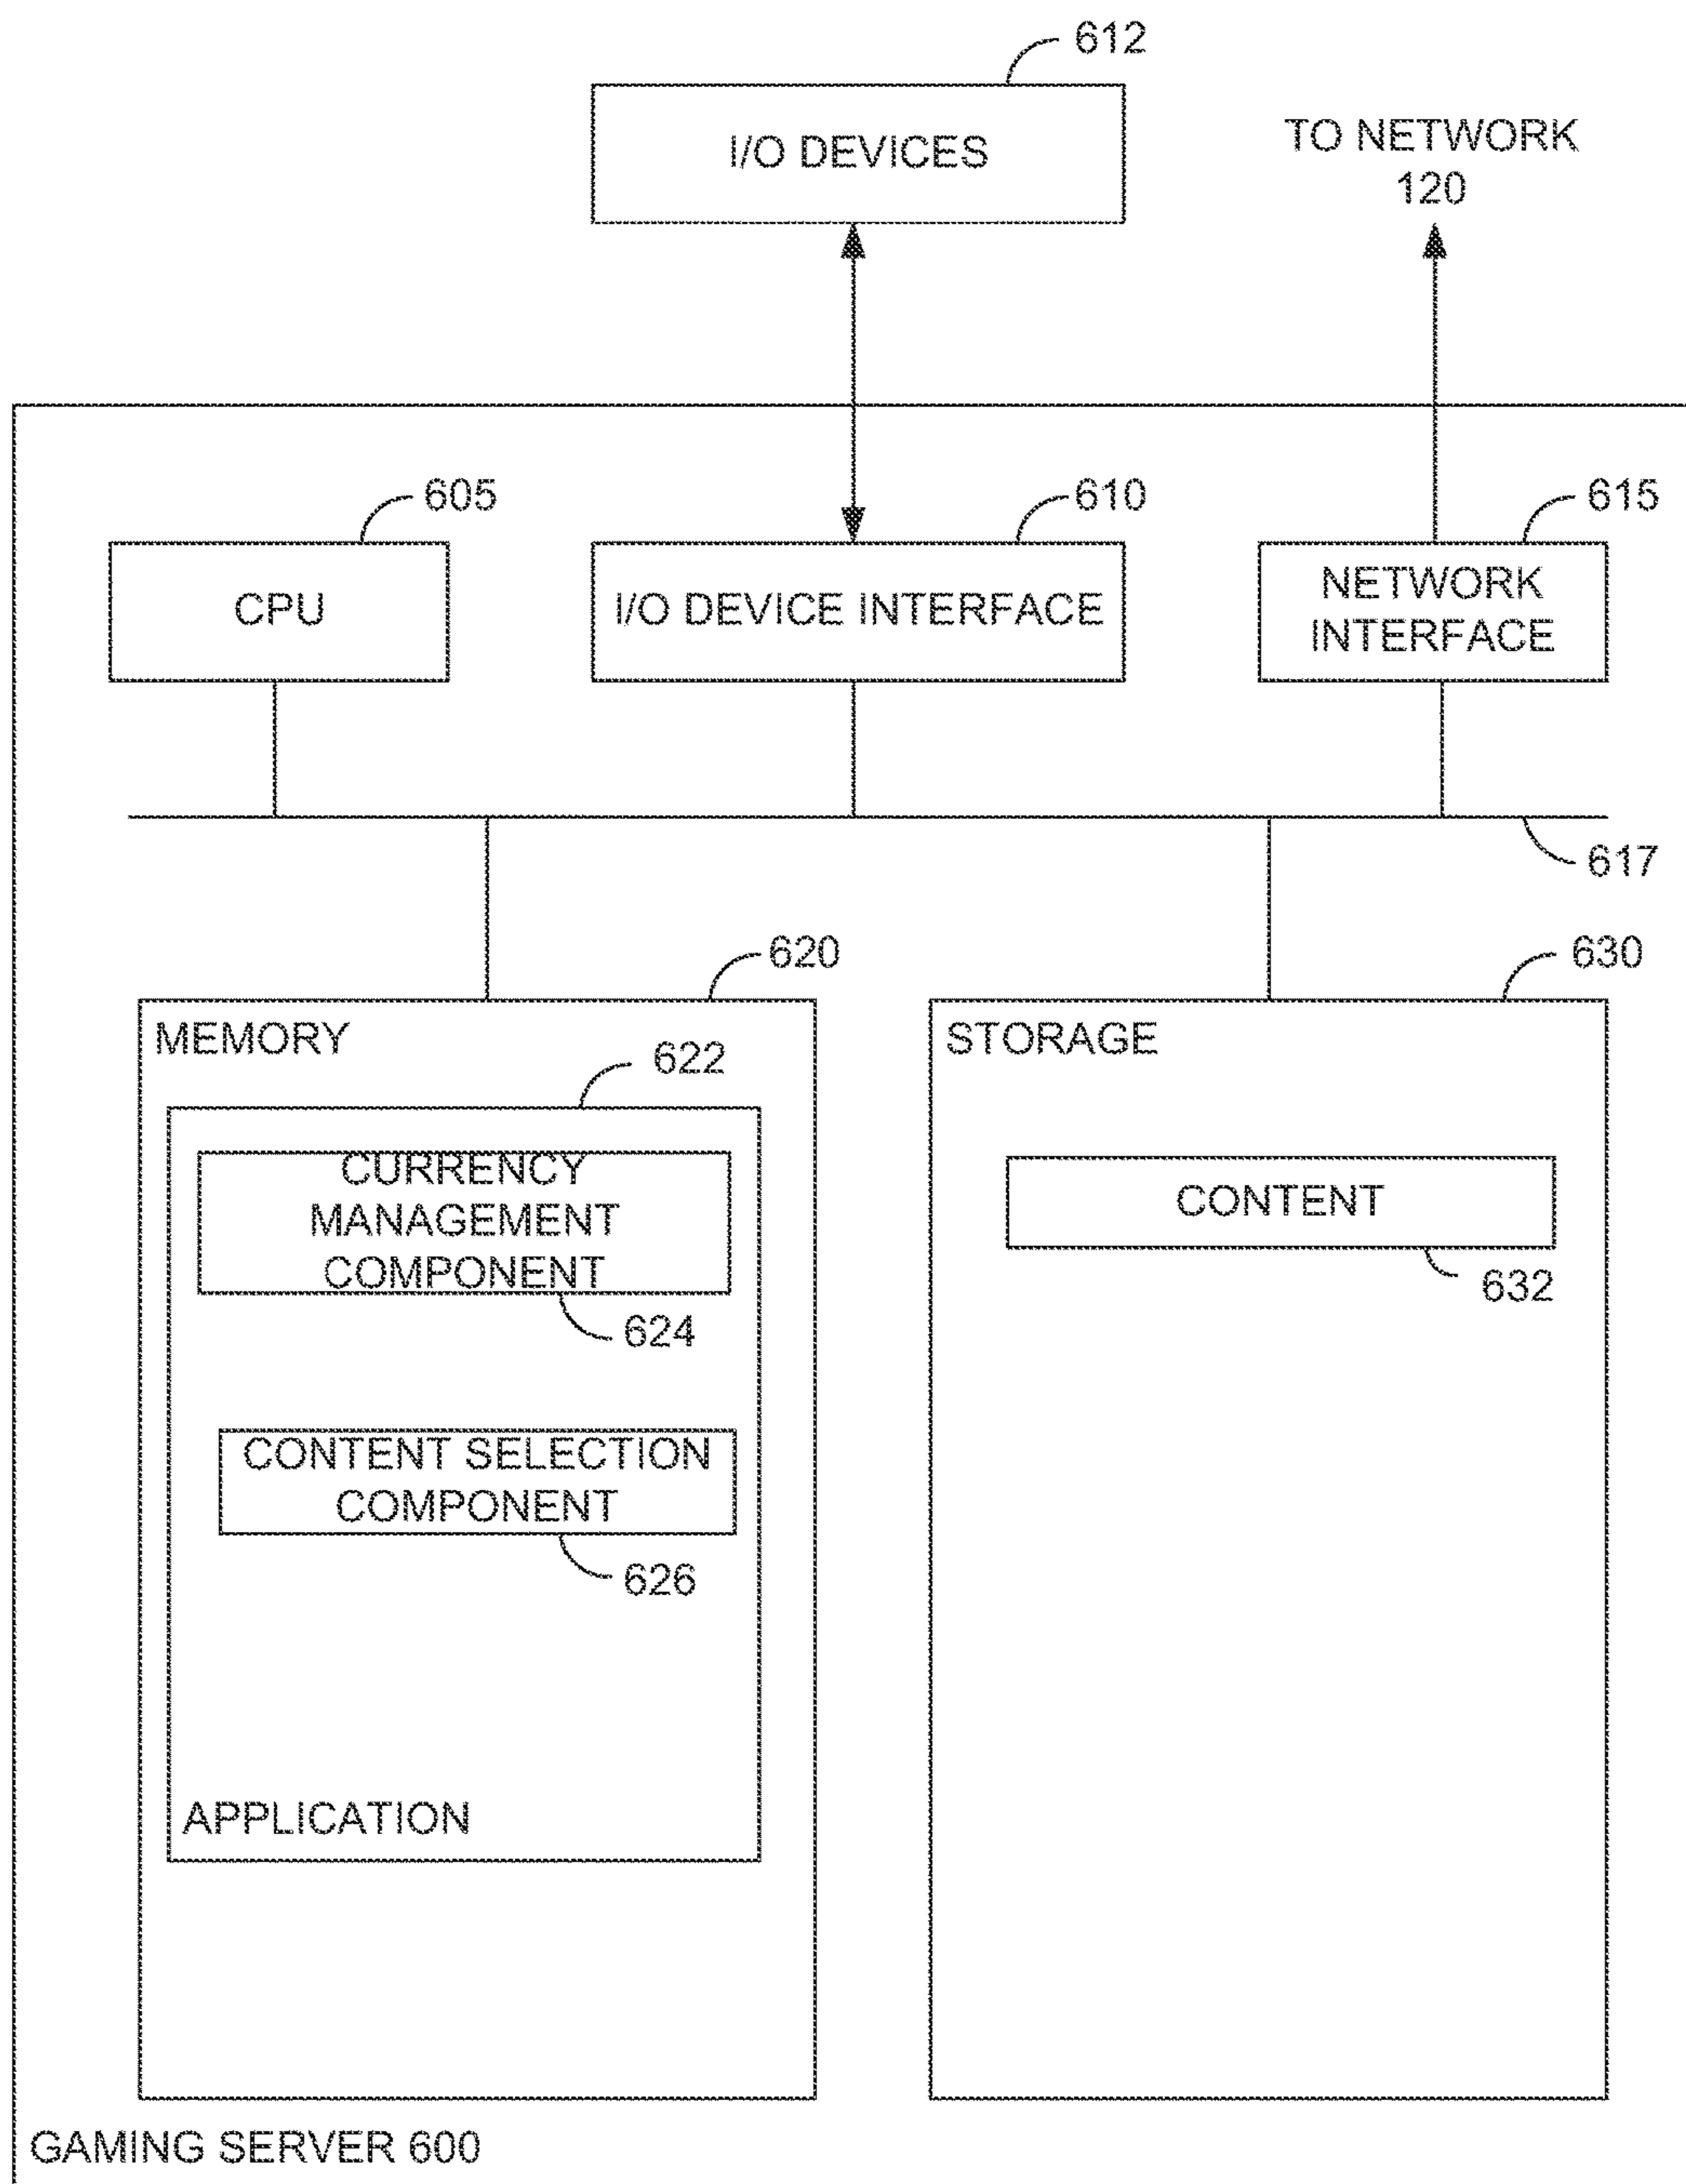 612
I/O DEVICES
TO NETWORK
120
605
610
615
CPU
I/O DEVICE INTERFACE
NETWORK
INTERFACE
617
620
630
MEMORY
STORAGE
622
CURRENCY
MANAGEMENT
COMPONENT
CONTENT
632
624
CONTENT SELECTION
COMPONENT
626
APPLICATION
GAMING SERVER 600